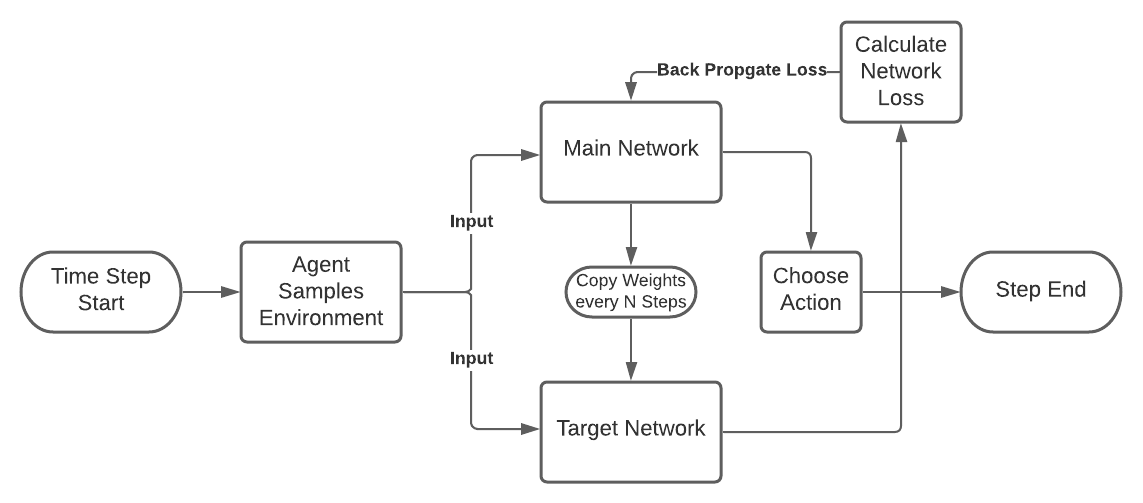 Calculate
Network
Loss
Back Propgate Loss
Main Network
Input
Time Step
Start
Agent
Samples
Environment
Copy Weights
every N Steps
Choose
Action
Step End
Input
Target Network